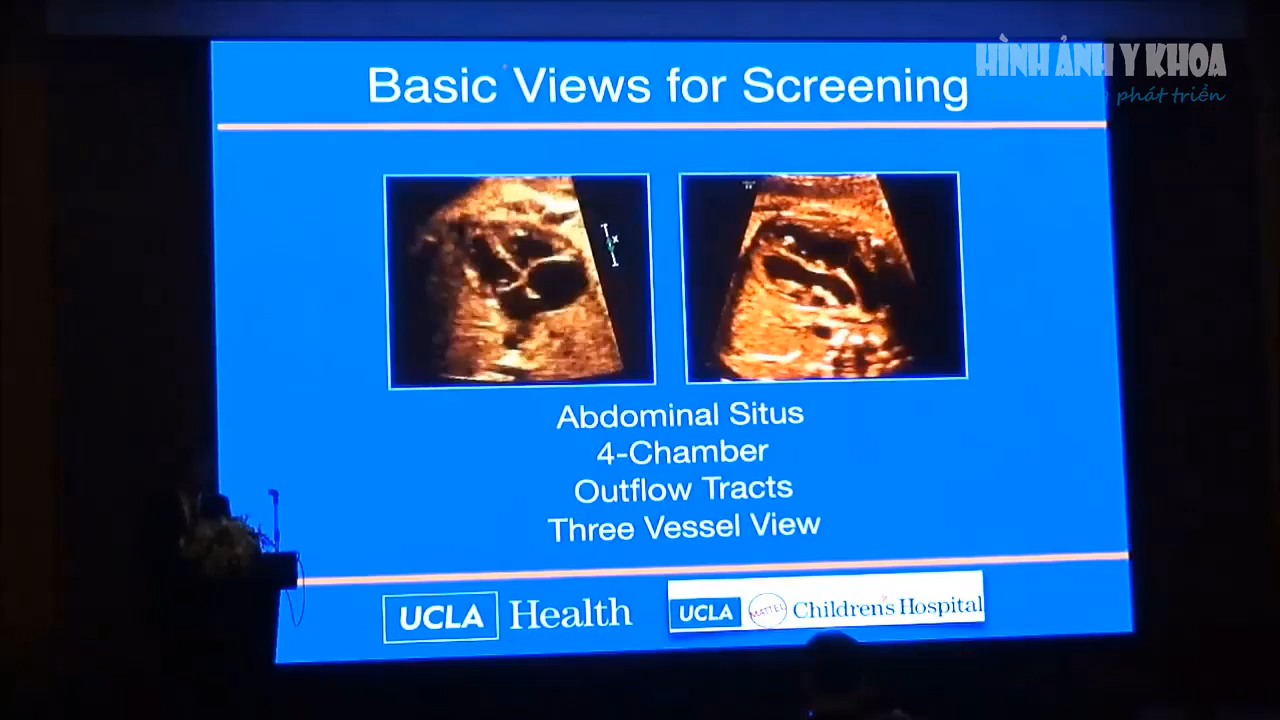 HÌNH ẢNH Y KHOA
phát triển
Basic Views for Screening
Abdominal Situs
4-Chamber
Outflow Tracts
Three Vessel View
UCLA Health
UCLA MATTEL Children's Hospital